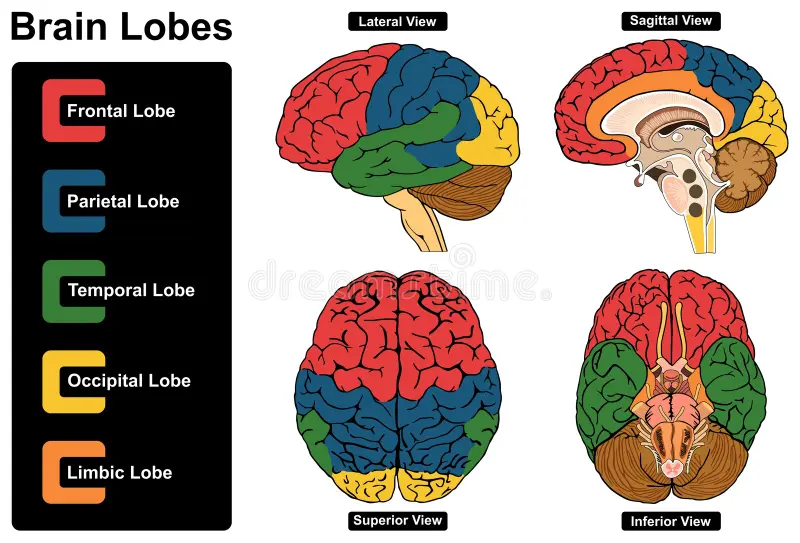 Brain Lobes
Frontal Lobe
Parietal Lobe
Temporal Lobe
Occipital Lobe
Limbic Lobe
Lateral View
Sagittal View
dreamstime.
Superior View
Inferior View